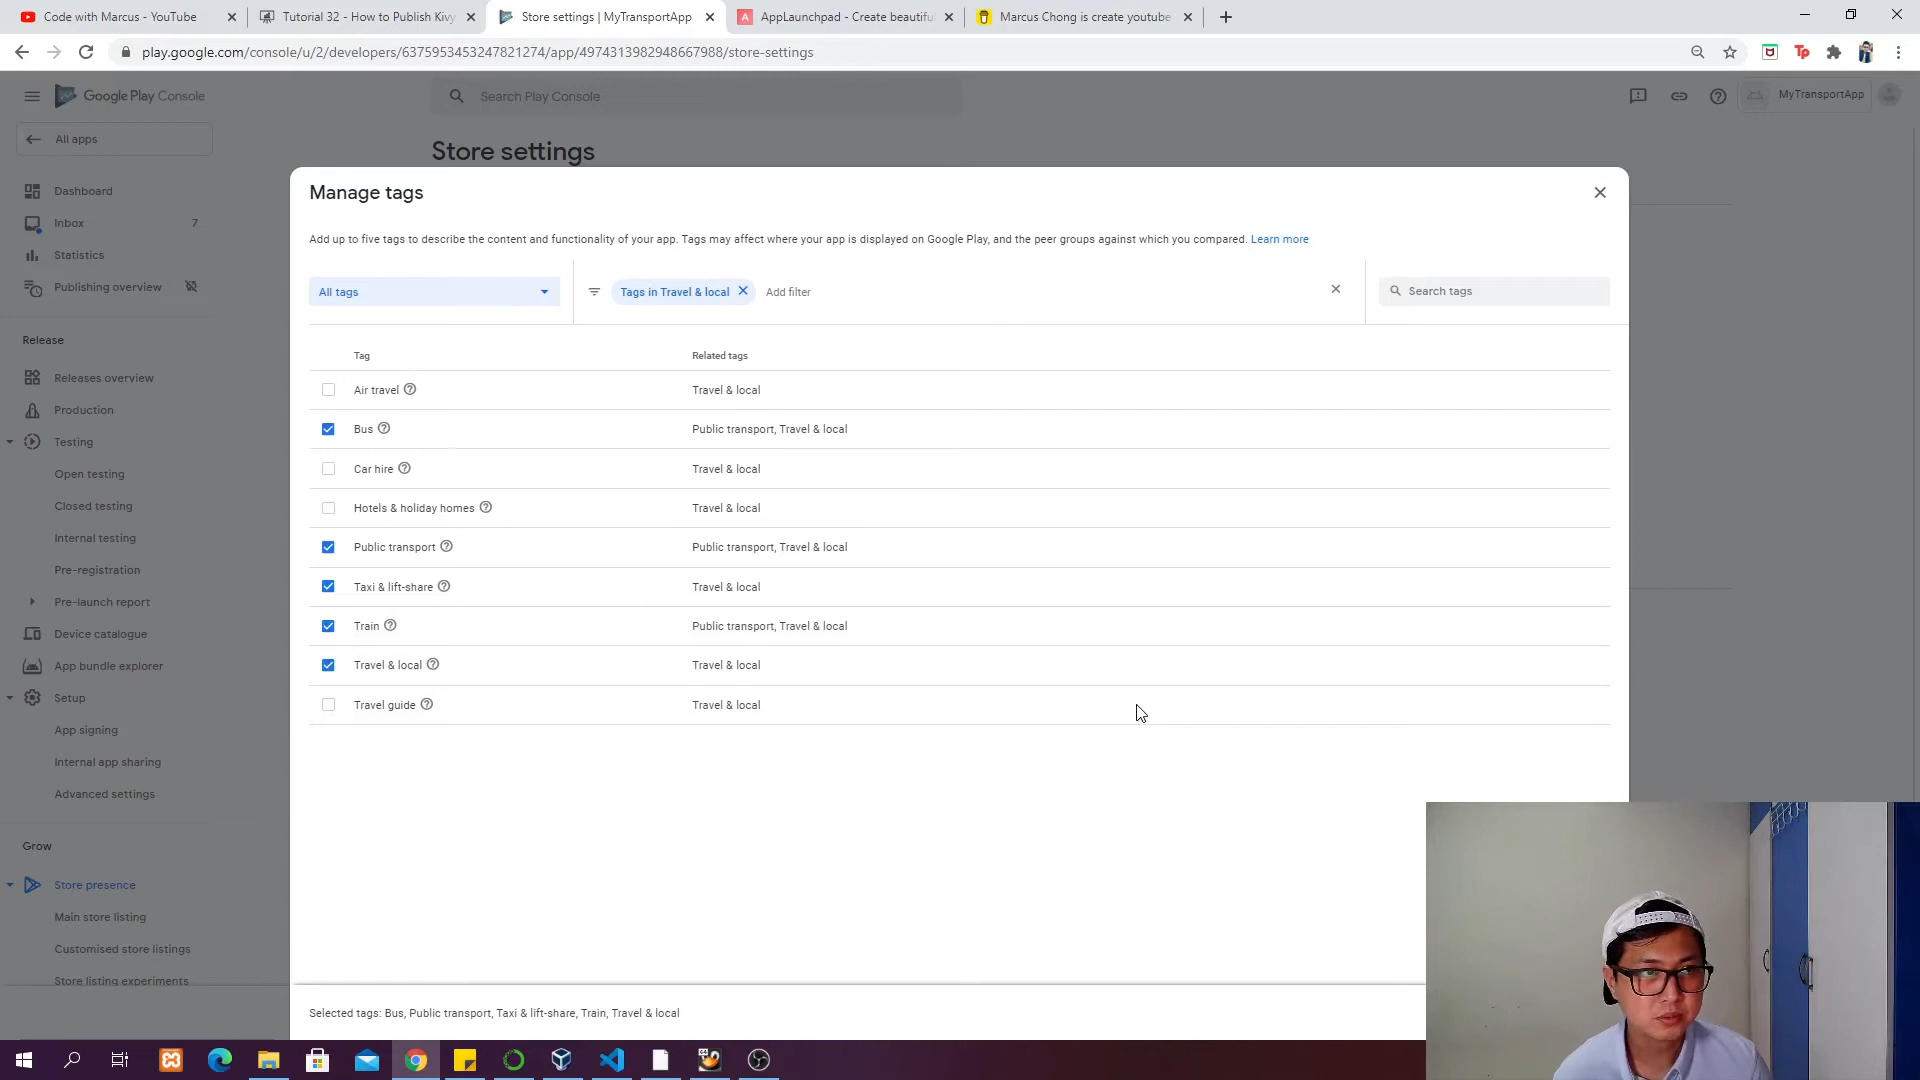 Code with Marcus - YouTube
Tutorial 32 - How to Publish Kivy
Store settings | MyTransportApp
AppLaunchpad - Create beautiful
Marcus Chong is create youtube
play.google.com/console/u/2/developers/6375953453247821274/app/4974313982948667988/store-settings
Google Play Console
Search Play Console
MyTransportApp
All apps
Store settings
Dashboard
Inbox 7
Statistics
Publishing overview
Release
Releases overview
Production
Testing
Open testing
Closed testing
Internal testing
Pre-registration
Pre-launch report
Device catalogue
App bundle explorer
Setup
App signing
Internal app sharing
Advanced settings
Grow
Store presence
Main store listing
Customised store listings
Store listing experiments
Manage tags
Add up to five tags to describe the content and functionality of your app. Tags may affect where your app is displayed on Google Play, and the peer groups against which you compared. Learn more
All tags
Tags in Travel & local
Add filter
Search tags
Tag Related tags
Air travel Travel & local
Bus Public transport, Travel & local
Car hire Travel & local
Hotels & holiday homes Travel & local
Public transport Public transport, Travel & local
Taxi & lift-share Travel & local
Train Public transport, Travel & local
Travel & local Travel & local
Travel guide Travel & local
Selected tags: Bus, Public transport, Taxi & lift-share, Train, Travel & local